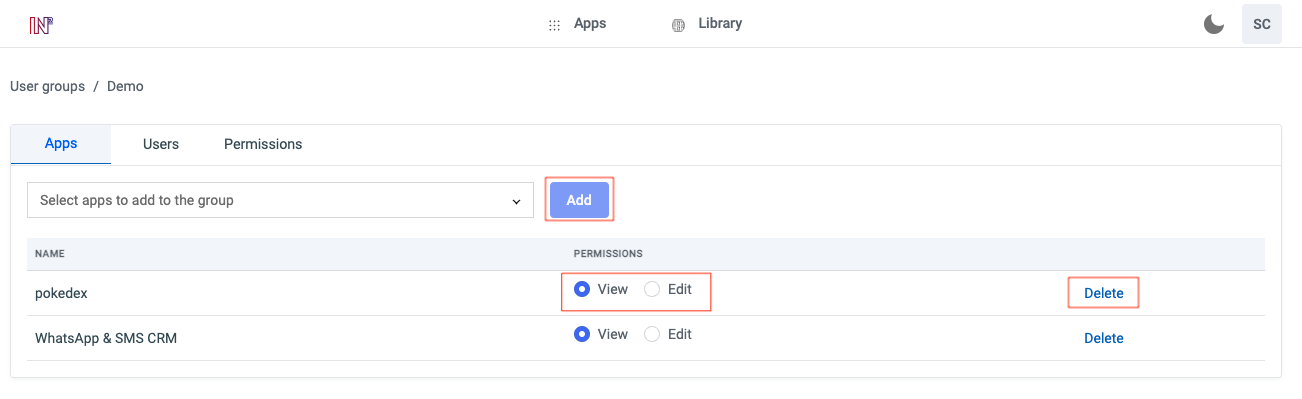 IN
Apps Library SC
User groups / Demo
Apps Users Permissions
Select apps to add to the group Add
NAME PERMISSIONS
pokedex View Edit Delete
WhatsApp & SMS CRM View Edit Delete